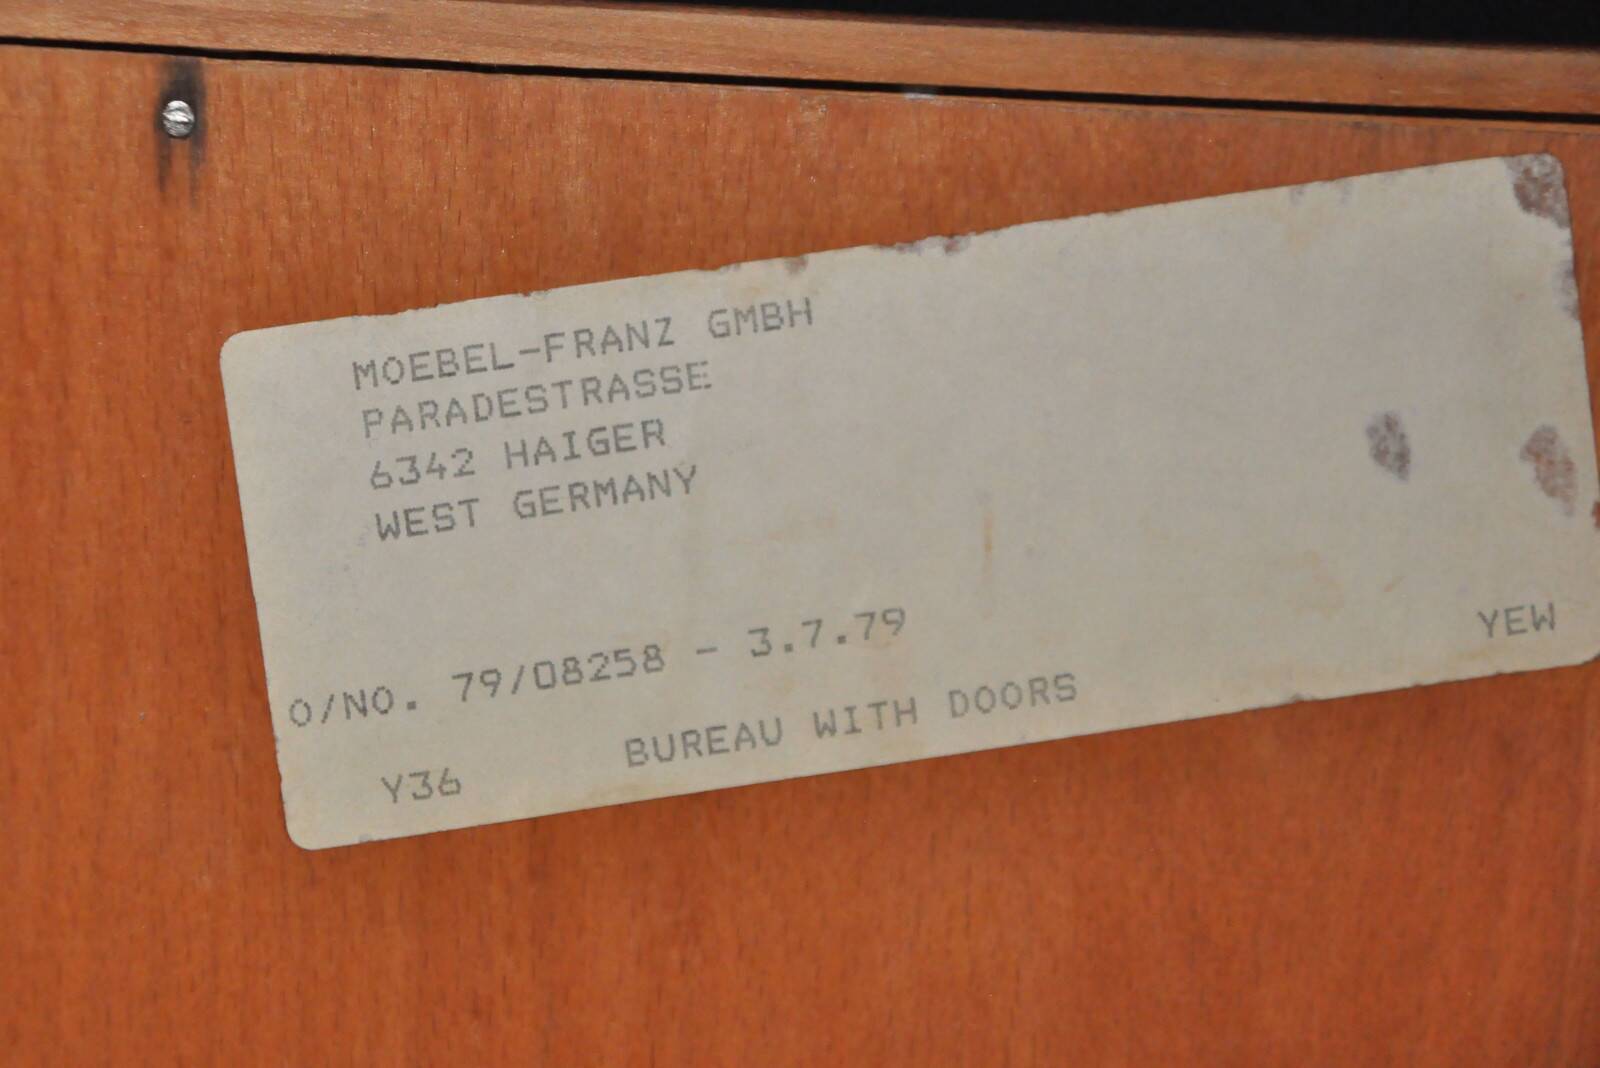 MOEBEL-FRANZ GMBH
PARADESTRASSE
6342 HAIGER
WEST GERMANY
O/NO. 79/08258 - 3.7.79
YEW
Y36 BUREAU WITH DOORS